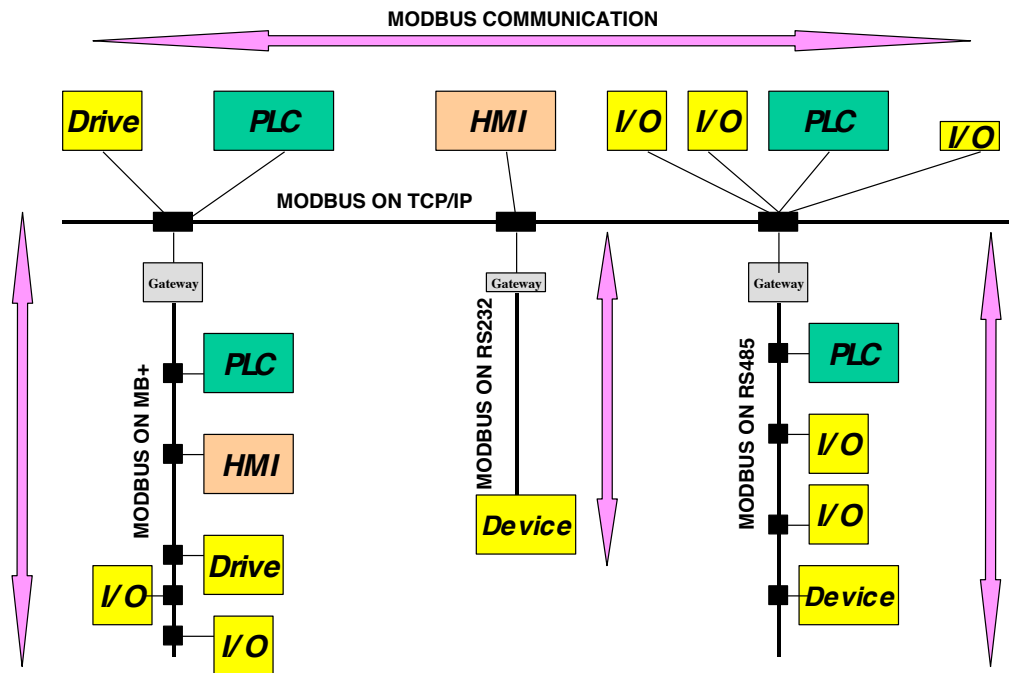 MODBUS COMMUNICATION
Drive
PLC
HMI
I/O
I/O
PLC
I/O
MODBUS ON TCP/IP
Gateway
Gateway
Gateway
MODBUS ON MB+
PLC
HMI
Drive
I/O
I/O
MODBUS ON RS232
Device
MODBUS ON RS485
PLC
I/O
I/O
Device